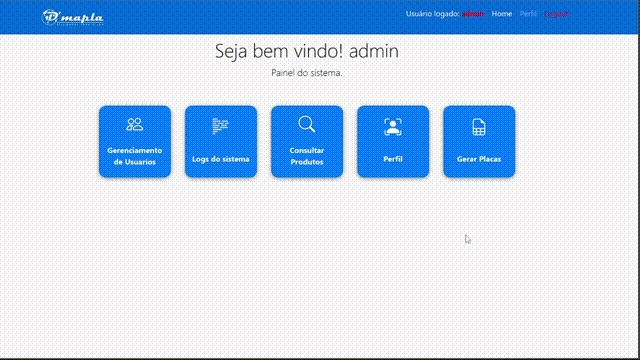 D'mapla
Usuário logado: admin Home Perfil Logout
Seja bem vindo! admin
Painel do sistema.
Gerenciamento
de Usuarios
Logs do sistema
Consultar
Produtos
Perfil
Gerar Placas